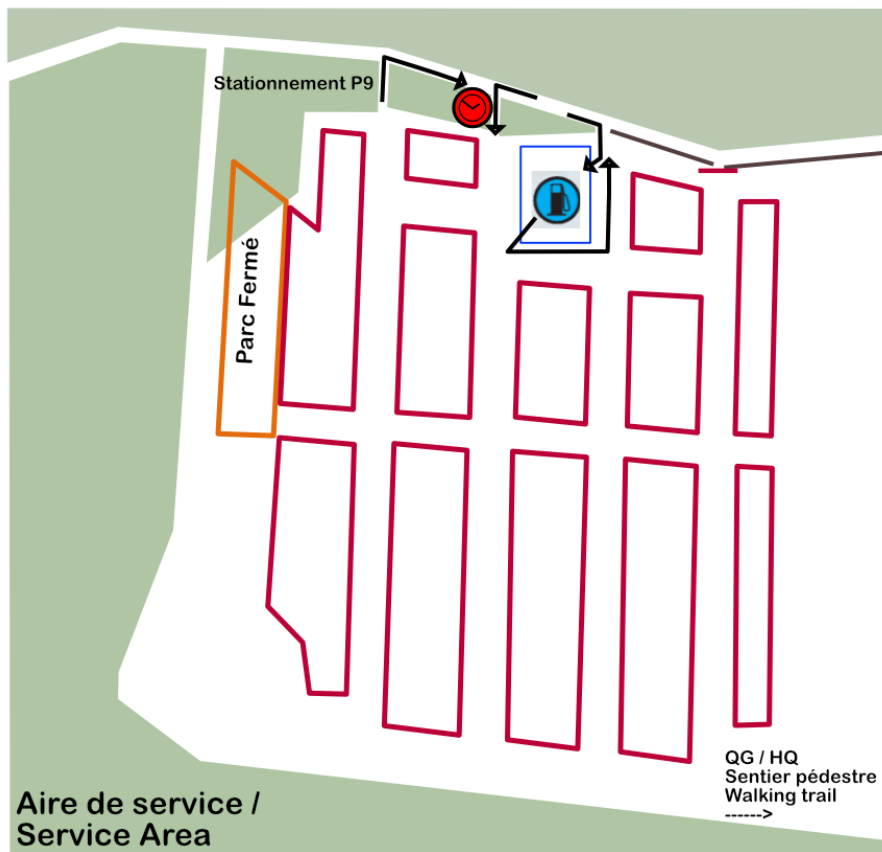 Stationnement P9
Parc Fermé
QG / HQ
Sentier pédestre
Walking trail
------>
Aire de service /
Service Area